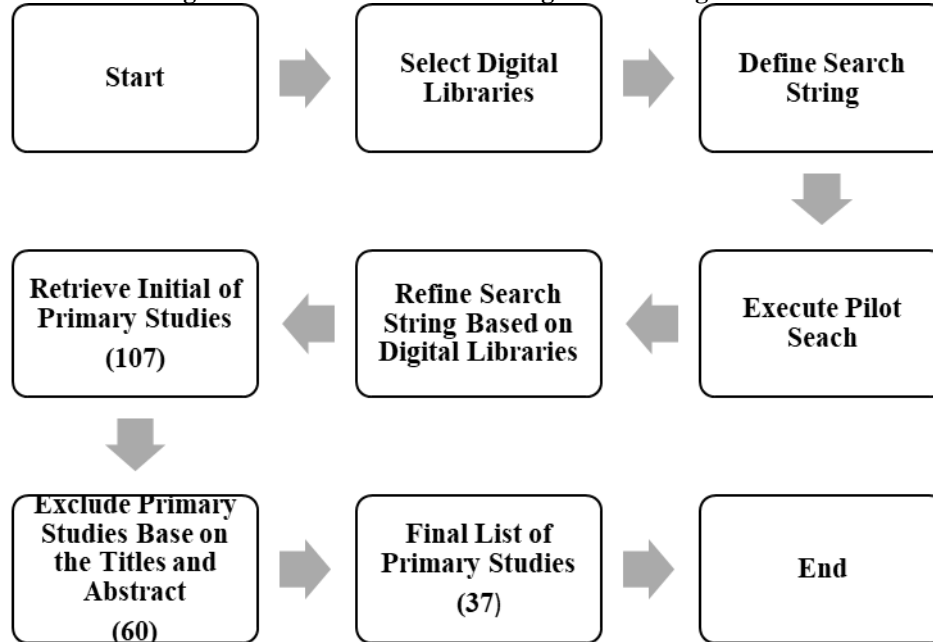 Start
Select Digital
Libraries
Define Search
String
Execute Pilot
Seach
Refine Search
String Based on
Digital Libraries
Retrieve Initial of
Primary Studies
(107)
Exclude Primary
Studies Base on
the Titles and
Abstract
(60)
Final List of
Primary Studies
(37)
End